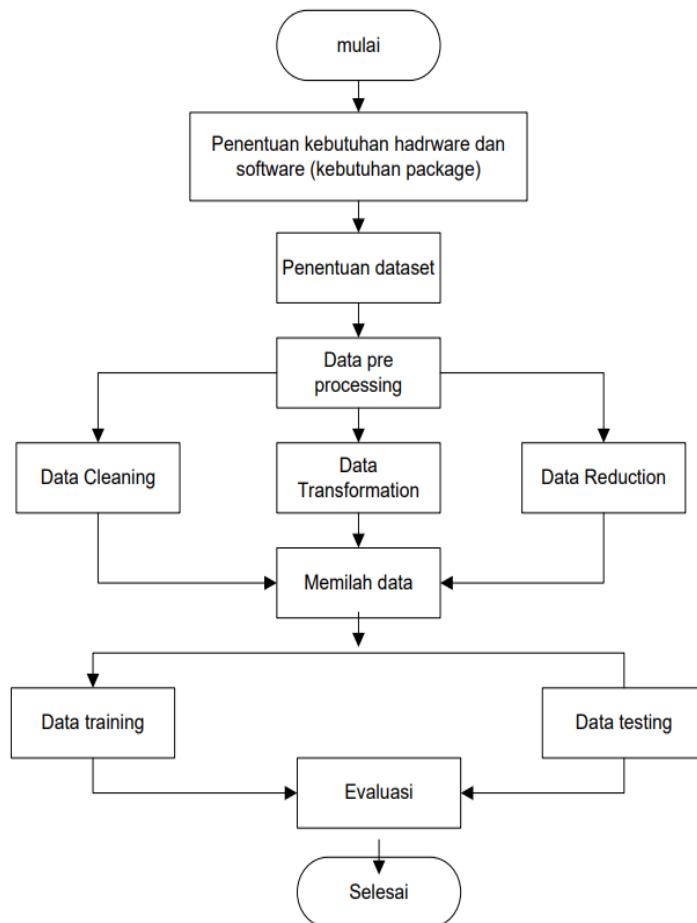 mulai
Penentuan kebutuhan hadrware dan
software (kebutuhan package)
Penentuan dataset
Data pre
processing
Data Cleaning
Data
Transformation
Data Reduction
Memilah data
Data training
Data testing
Evaluasi
Selesai